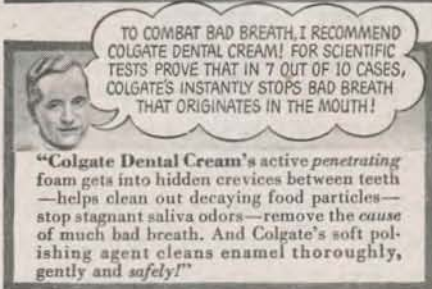 TO COMBAT BAD BREATH, I RECOMMEND
COLGATE DENTAL CREAM! FOR SCIENTIFIC
TESTS PROVE THAT IN 7 OUT OF 10 CASES,
COLGATE'S INSTANTLY STOPS BAD BREATH
THAT ORIGINATES IN THE MOUTH!
"Colgate Dental Cream's active penetrating
foam gets into hidden crevices between teeth
—helps clean out decaying food particles—
stop stagnant saliva odors—remove the cause
of much bad breath. And Colgate's soft pol-
ishing agent cleans enamel thoroughly,
gently and safely!"